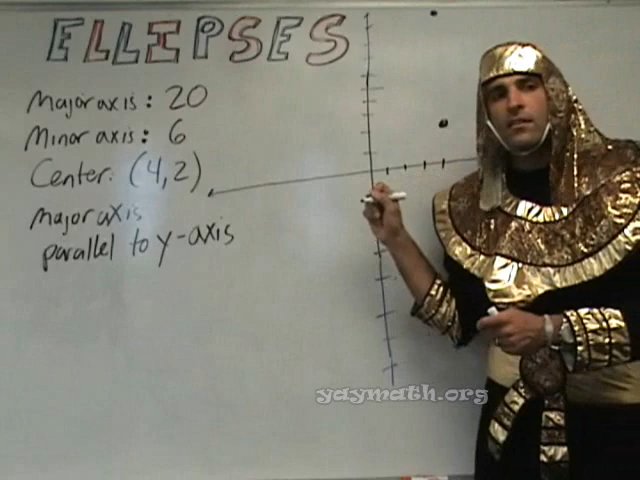 ELLIPSES
Major axis: 20
Minor axis: 6
Center: (4,2)
major axis
parallel to y-axis
yaymath.org